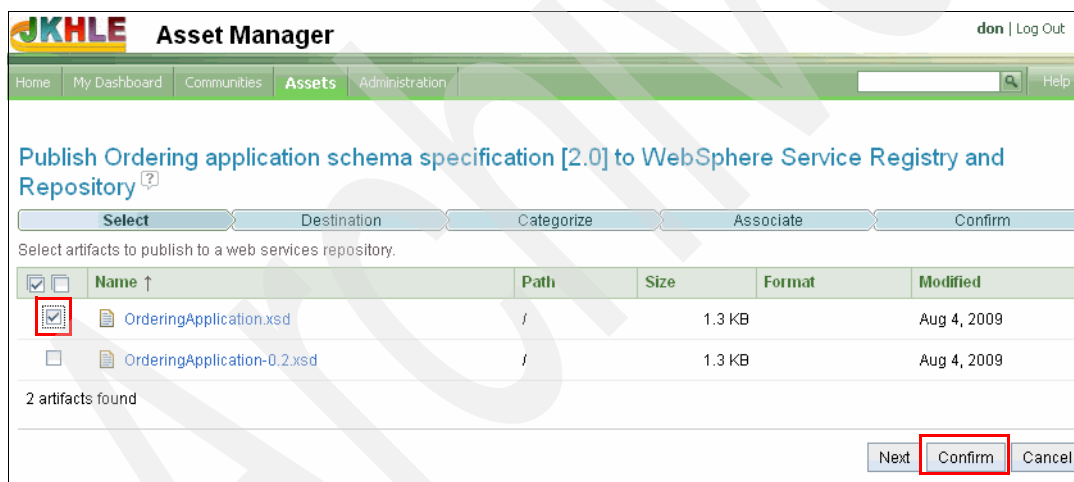 JKHLE Asset Manager
don | Log Out
Home My Dashboard Communities Assets Administration
Help
Publish Ordering application schema specification [2.0] to WebSphere Service Registry and
Repository ?
Select Destination Categorize Associate Confirm
Select artifacts to publish to a web services repository.
Name ↑ Path Size Format Modified
OrderingApplication.xsd / 1.3 KB Aug 4, 2009
OrderingApplication-0.2.xsd / 1.3 KB Aug 4, 2009
2 artifacts found
Next Confirm Cancel